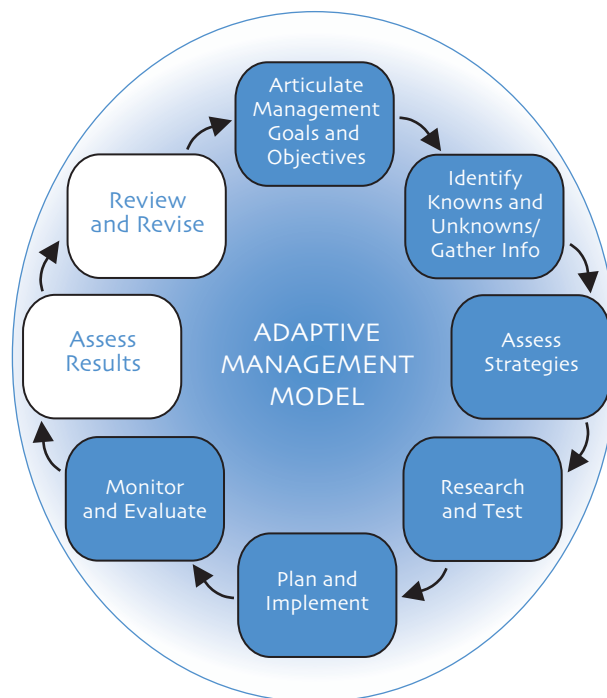 Articulate
Management
Goals and
Objectives
Identify
Knowns and
Unknowns/
Gather Info
Assess
Strategies
Research
and Test
Plan and
Implement
Monitor
and Evaluate
Assess
Results
Review
and Revise
ADAPTIVE
MANAGEMENT
MODEL